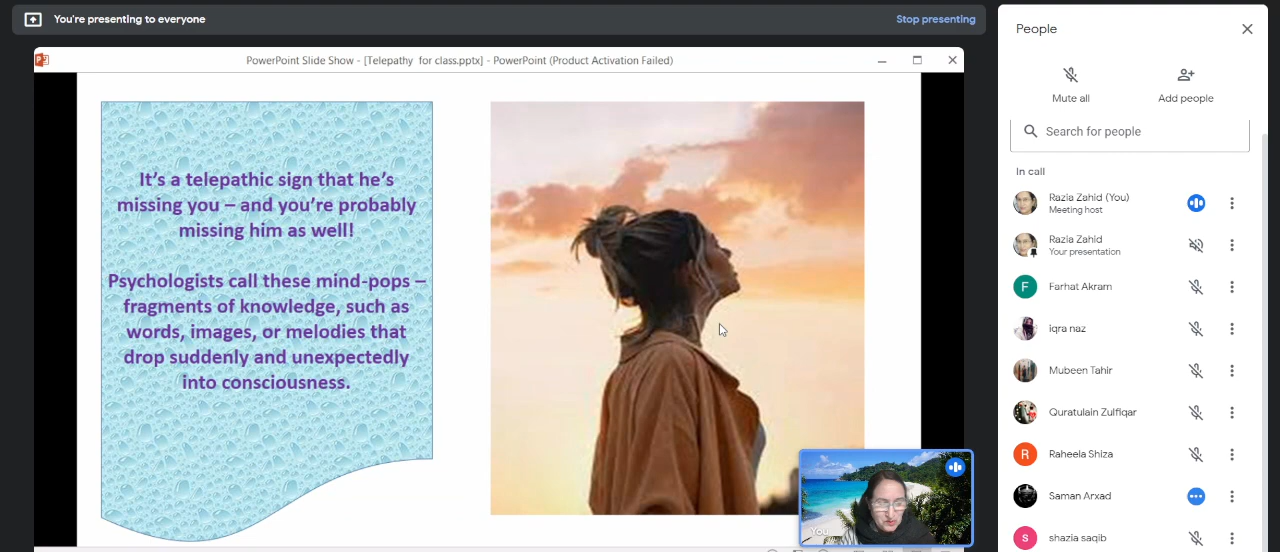 You're presenting to everyone
Stop presenting
PowerPoint Slide Show - [Telepathy for class.pptx] - PowerPoint (Product Activation Failed)
It's a telepathic sign that he's
missing you – and you're probably
missing him as well!
Psychologists call these mind-pops –
fragments of knowledge, such as
words, images, or melodies that
drop suddenly and unexpectedly
into consciousness.
You
People
Mute all
Add people
Search for people
In call
Razia Zahid (You)
Meeting host
Razia Zahid
Your presentation
F
Farhat Akram
iqra naz
Mubeen Tahir
Quratulain Zulfiqar
R
Raheela Shiza
Saman Arxad
s
shazia saqib